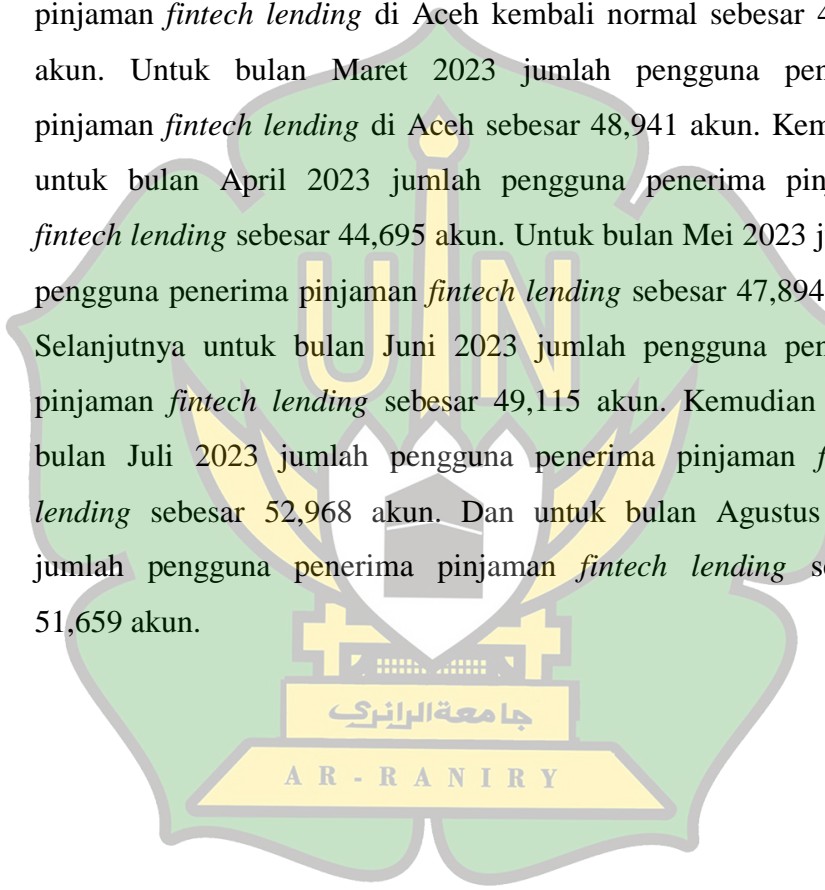 pinjaman fintech lending di Aceh kembali normal sebesar
akun. Untuk bulan Maret 2023 jumlah pengguna
pinjaman fintech lending di Aceh sebesar 48,941 akun.
untuk bulan April 2023 jumlah pengguna penerima
fintech lending sebesar 44,695 akun. Untuk bulan Mei 2023
pengguna penerima pinjaman fintech lending sebesar 47,894
Selanjutnya untuk bulan Juni 2023 jumlah pengguna
pinjaman fintech lending sebesar 49,115 akun. Kemudian
bulan Juli 2023 jumlah pengguna penerima pinjaman
lending sebesar 52,968 akun. Dan untuk bulan Agustus
jumlah pengguna penerima pinjaman fintech lending
51,659 akun.
UIN
جامعة الرانري
AR-RANIRY